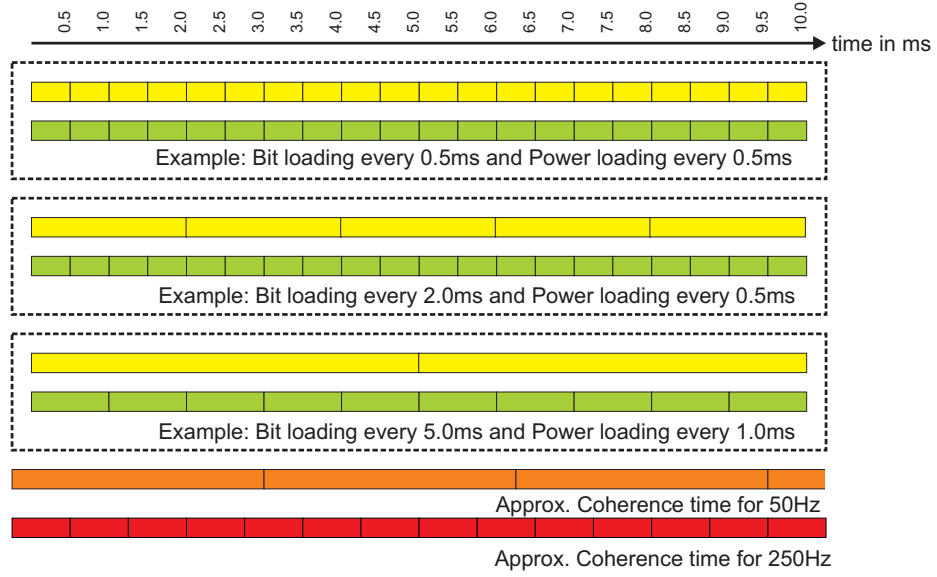 0.5 1.0 1.5 2.0 2.5 3.0 3.5 4.0 4.5 5.0 5.5 6.0 6.5 7.0 7.5 8.0 8.5 9.0 9.5 10.0
time in ms
Example: Bit loading every 0.5ms and Power loading every 0.5ms
Example: Bit loading every 2.0ms and Power loading every 0.5ms
Example: Bit loading every 5.0ms and Power loading every 1.0ms
Approx. Coherence time for 50Hz
Approx. Coherence time for 250Hz